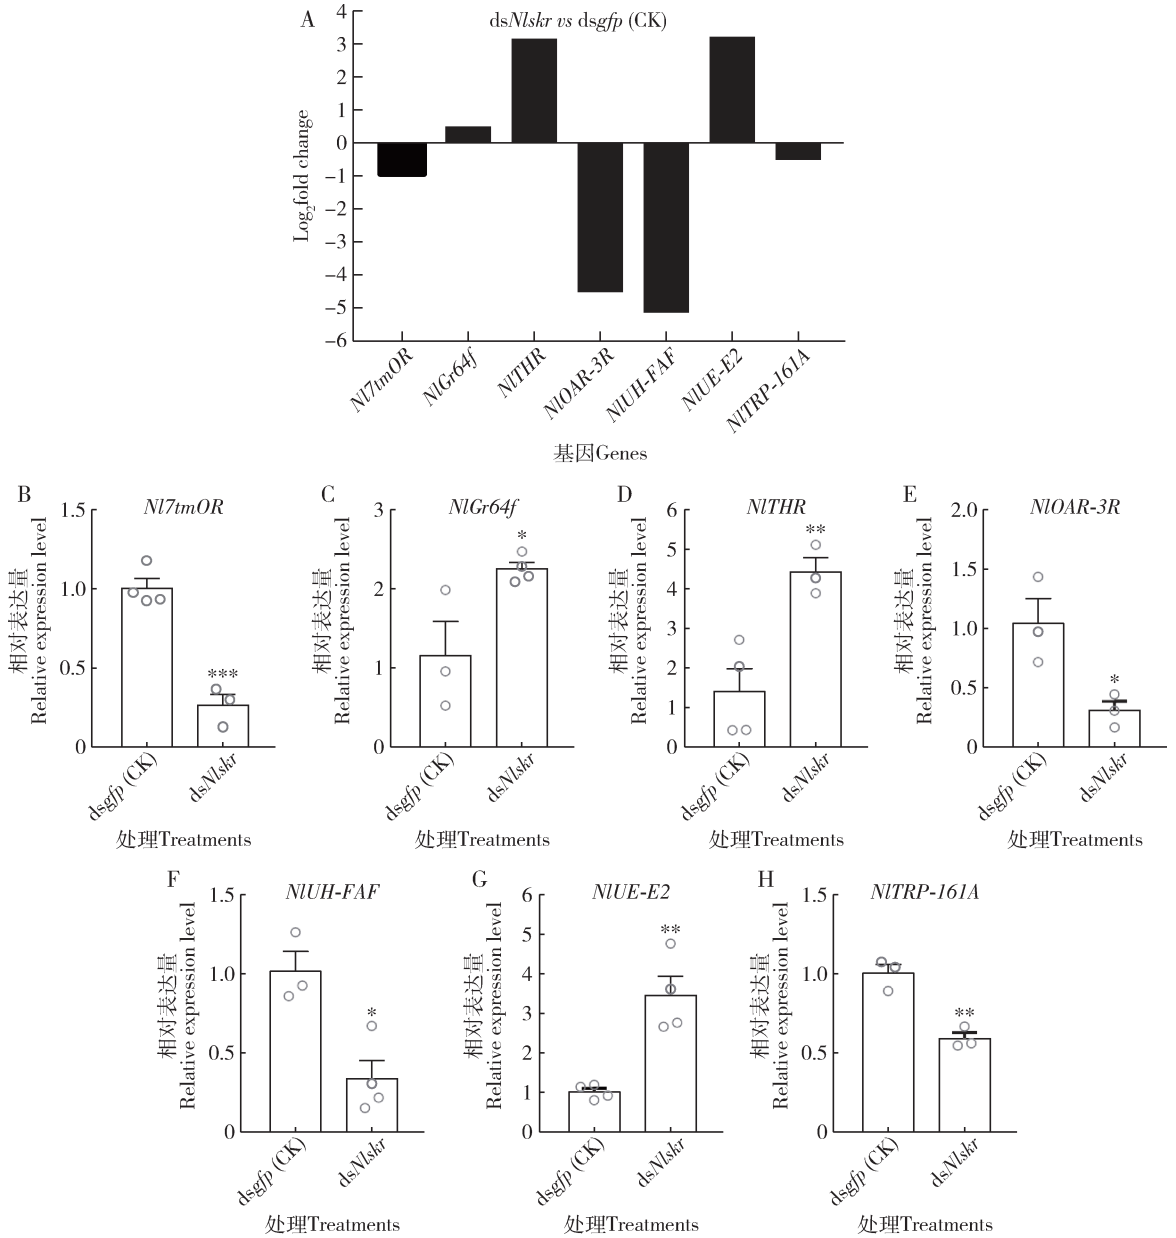 A
dsNlskr vs dsgfp (CK)
Log2fold change
4
3
2
1
0
−1
−2
−3
−4
−5
−6
Nl7tmOR
NlGr64f
NlTHR
NlOAR-3R
NlUH-FAF
NlUE-E2
NlTRP-161A
基因Genes
B
Nl7tmOR
相对表达量
Relative expression level
1.5
1.0
0.5
0
***
dsgfp (CK)
dsNlskr
处理Treatments
C
NlGr64f
相对表达量
Relative expression level
3
2
1
0
*
dsgfp (CK)
dsNlskr
处理Treatments
D
NlTHR
相对表达量
Relative expression level
6
5
4
3
2
1
0
**
dsgfp (CK)
dsNlskr
处理Treatments
E
NlOAR-3R
相对表达量
Relative expression level
2.0
1.5
1.0
0.5
0
*
dsgfp (CK)
dsNlskr
处理Treatments
F
NlUH-FAF
相对表达量
Relative expression level
1.5
1.0
0.5
0
*
dsgfp (CK)
dsNlskr
处理Treatments
G
NlUE-E2
相对表达量
Relative expression level
6
5
4
3
2
1
0
**
dsgfp (CK)
dsNlskr
处理Treatments
H
NlTRP-161A
相对表达量
Relative expression level
1.5
1.0
0.5
0
**
dsgfp (CK)
dsNlskr
处理Treatments